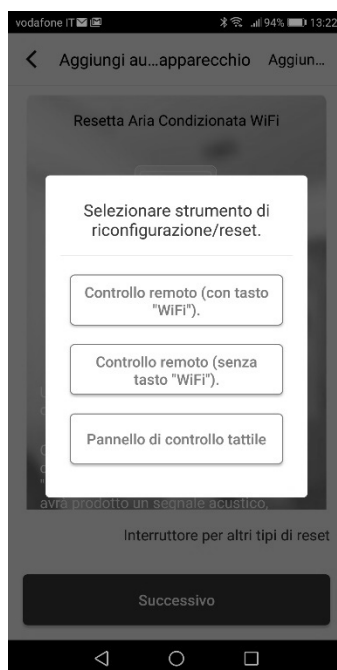 vodafone IT 94% 13:22
Aggiungi au...apparecchio Aggiun...
Resetta Aria Condizionata WiFi
Selezionare strumento di
riconfigurazione/reset.
Controllo remoto (con tasto
"WiFi").
Controllo remoto (senza
tasto "WiFi").
Pannello di controllo tattile
avrà prodotto un segnale acustico,
Interruttore per altri tipi di reset
Successivo